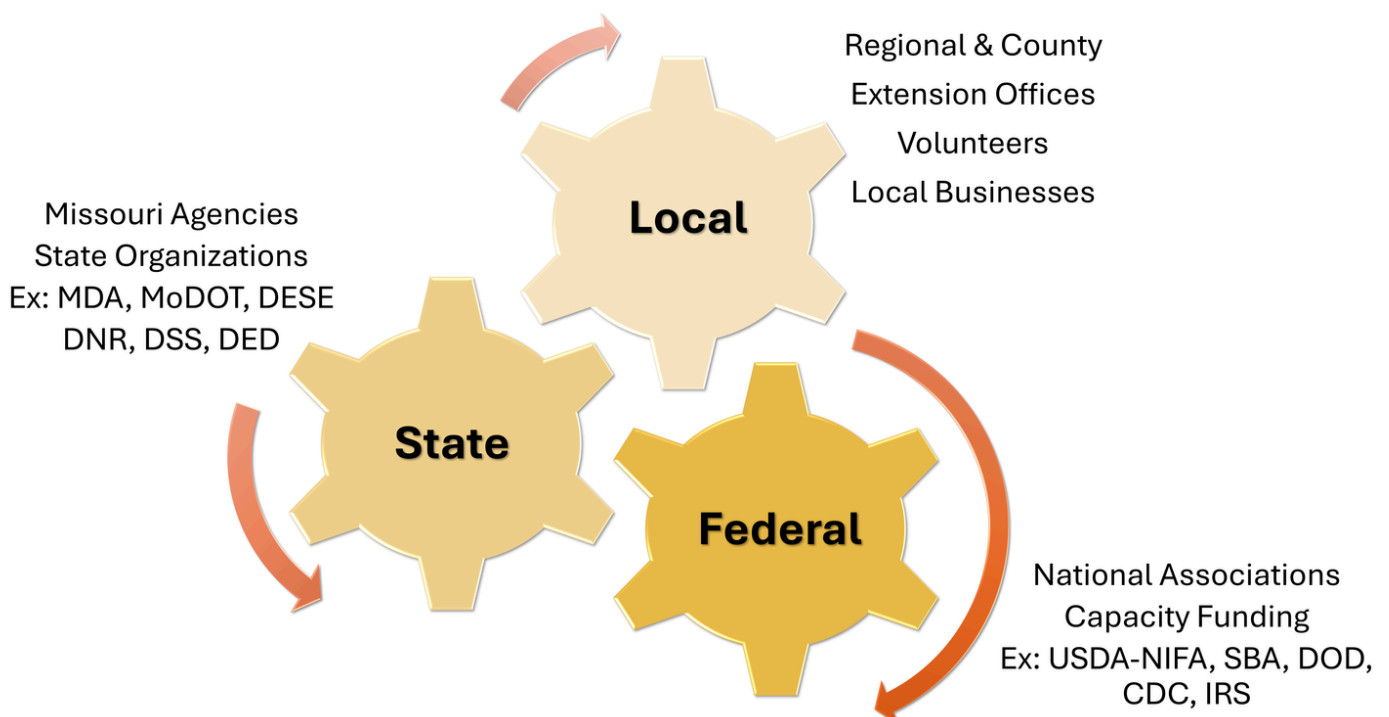 Regional & County
Extension Offices
Volunteers
Local Businesses
Local
Missouri Agencies
State Organizations
Ex: MDA, MoDOT, DESE
DNR, DSS, DED
State
Federal
National Associations
Capacity Funding
Ex: USDA-NIFA, SBA, DOD,
CDC, IRS